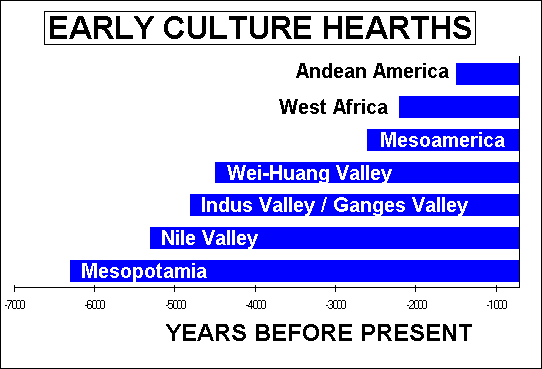 EARLY CULTURE HEARTHS
Andean America
West Africa
Mesoamerica
Wei-Huang Valley
Indus Valley / Ganges Valley
Nile Valley
Mesopotamia
-7000 -6000 -5000 -4000 -3000 -2000 -1000
YEARS BEFORE PRESENT